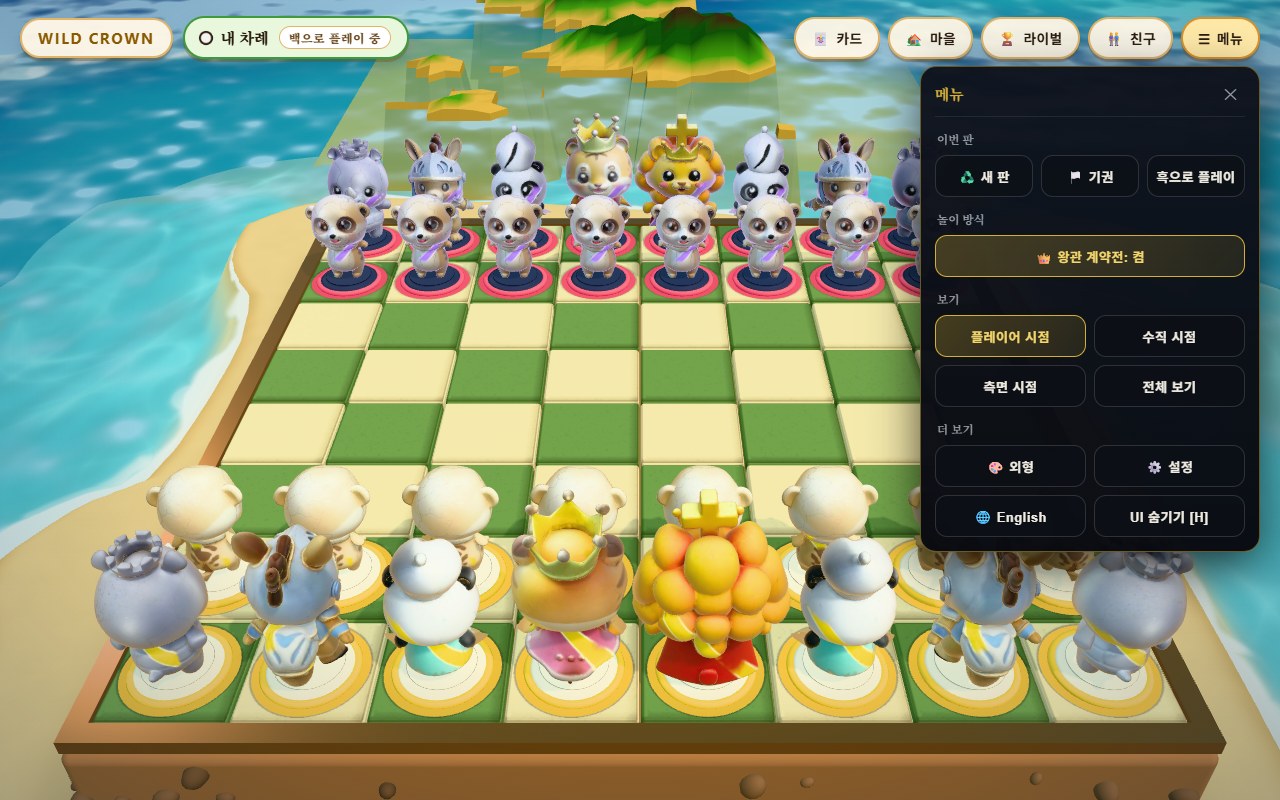 WILD CROWN
내 차례
백으로 플레이 중
카드
마을
라이벌
친구
☰ 메뉴
메뉴
이번 판
새 판
기권
흑으로 플레이
놀이 방식
왕관 계약전: 켬
보기
플레이어 시점
수직 시점
측면 시점
전체 보기
더 보기
외형
설정
English
UI 숨기기 [H]